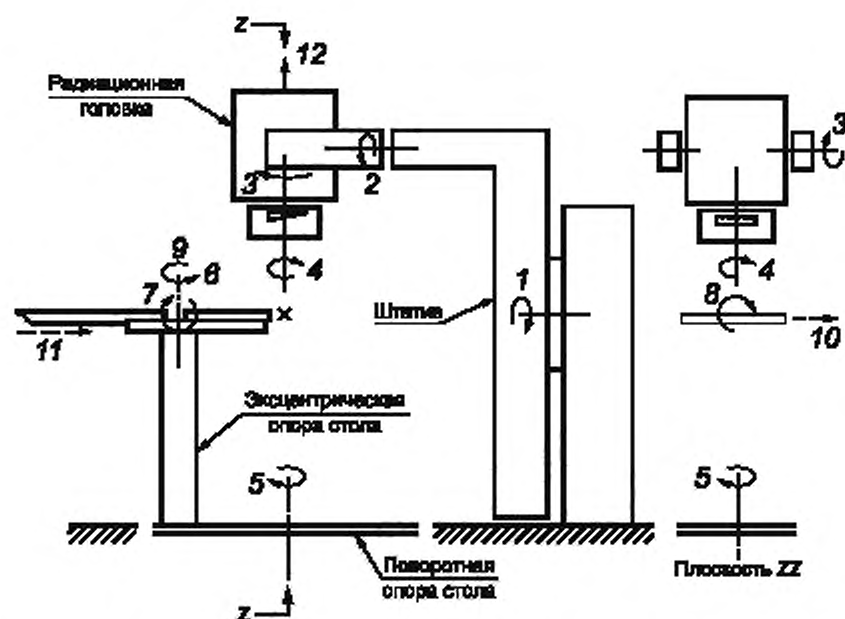 z
12
Радиационная
головка
3
2
3
4
4
9
6
7
1
8
Штатив
11
10
Эксцентрическая
опора стола
5
5
Поворотная
опора стола
Плоскость ZZ
z